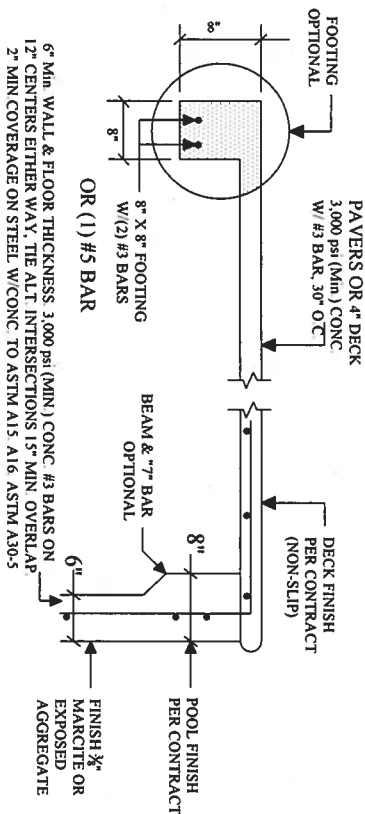 FOOTING
OPTIONAL
8"
8"
PAVERS OR 4" DECK
3,000 psi (Min.) CONC.
W/ #3 BAR, 30" O.C.
8" X 8" FOOTING
W/(2) #3 BARS
OR (1) #5 BAR
DECK FINISH
PER CONTRACT
(NON-SLIP)
BEAM & "7" BAR
OPTIONAL
8"
POOL FINISH
PER CONTRACT
6"
FINISH ⅜"
MARCITE OR
EXPOSED
AGGREGATE
6" Min. WALL & FLOOR THICKNESS. 3,000 psi (MIN.) CONC. #3 BARS ON
12" CENTERS EITHER WAY, TIE ALT. INTERSECTIONS 15" MIN. OVERLAP
2" MIN.COVERAGE ON STEEL W/CONC. TO ASTM A15. A16. ASTM A30-5